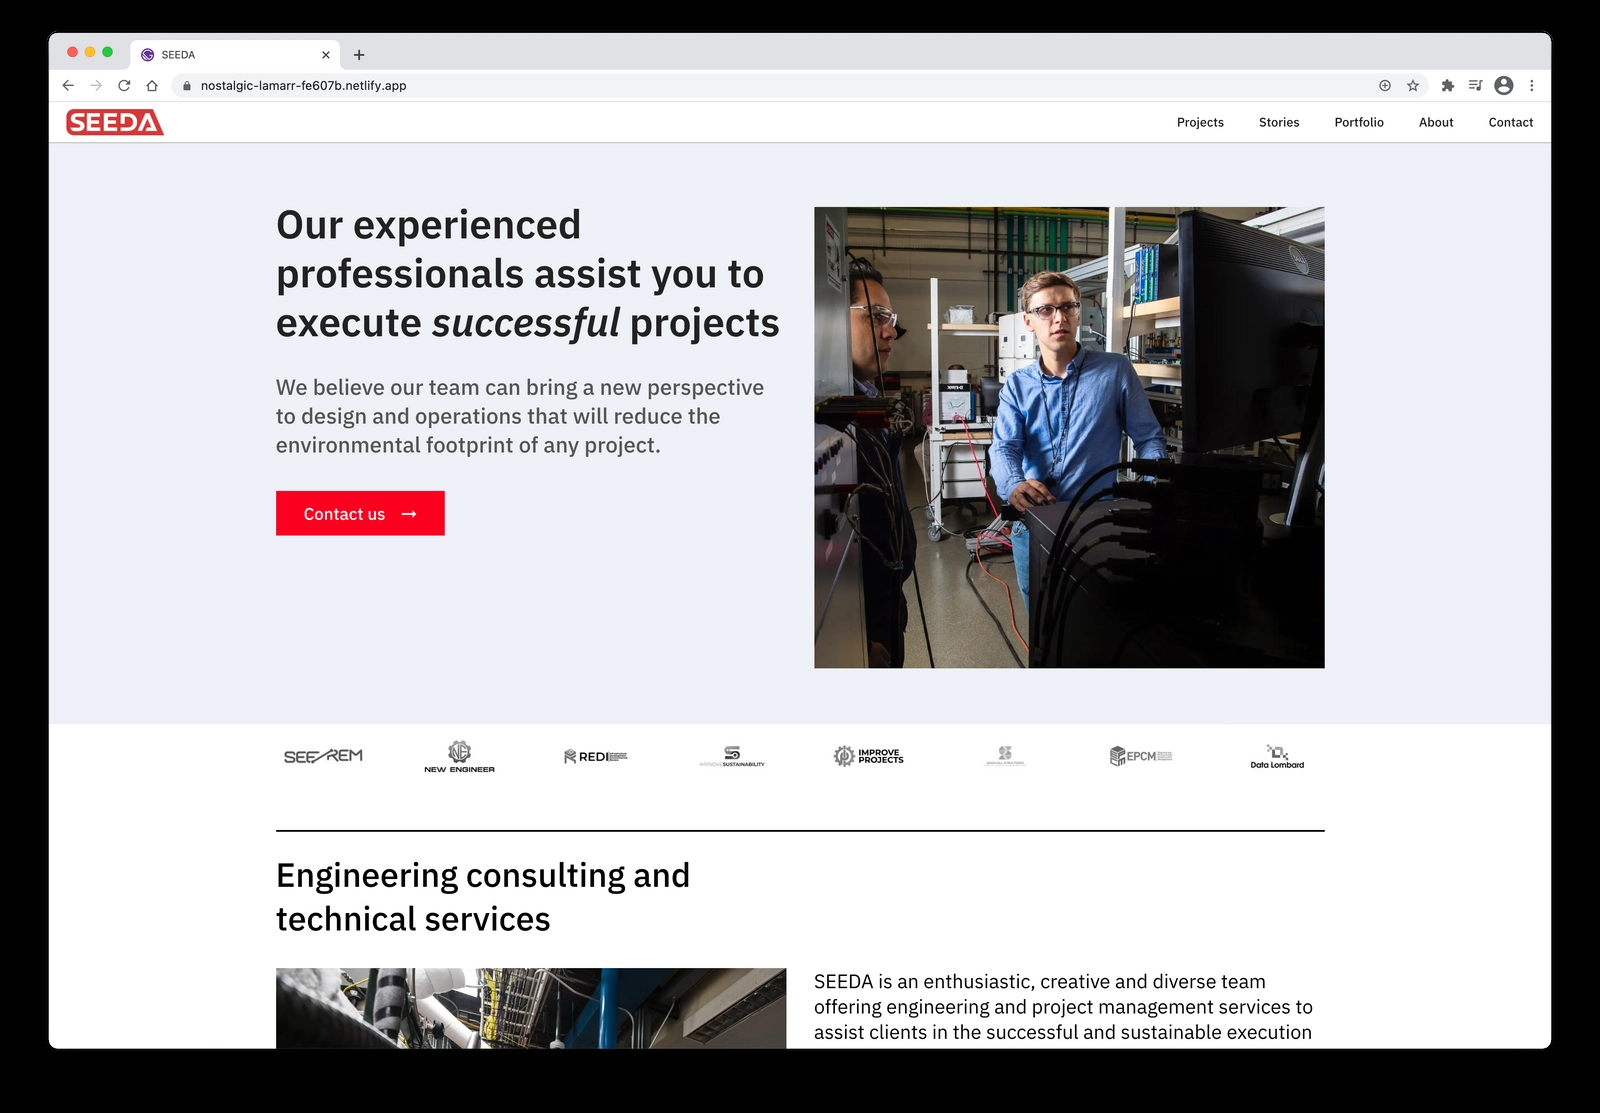 SEEDA
nostalgic-lamarr-fe607b.netlify.app
SEEDA
Projects
Stories
Portfolio
About
Contact
Our experienced
professionals assist you to
execute successful projects
We believe our team can bring a new perspective
to design and operations that will reduce the
environmental footprint of any project.
Contact us →
SEE REM
NE
NEW ENGINEER
REDI
IMPROVE SUSTAINABILITY
IMPROVE
PROJECTS
EPCM
Data Lombard
Engineering consulting and
technical services
SEEDA is an enthusiastic, creative and diverse team
offering engineering and project management services to
assist clients in the successful and sustainable execution